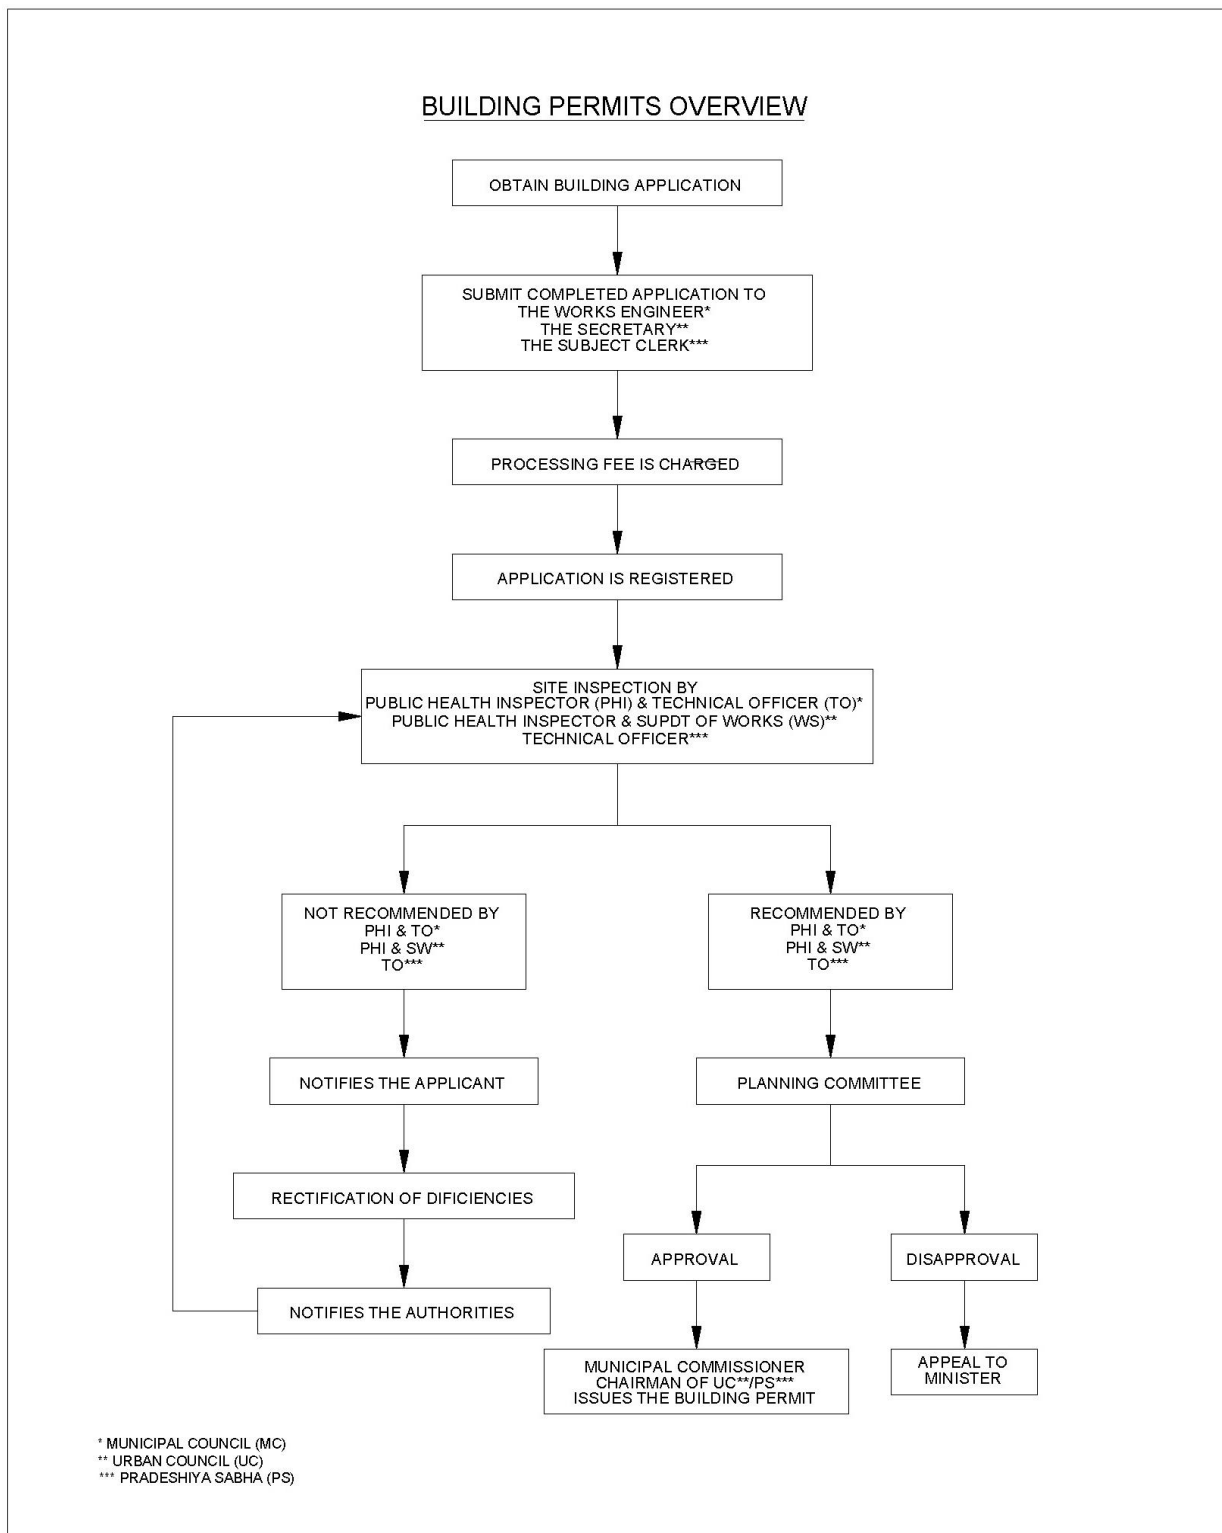 BUILDING PERMITS OVERVIEW
OBTAIN BUILDING APPLICATION
SUBMIT COMPLETED APPLICATION TO
THE WORKS ENGINEER*
THE SECRETARY**
THE SUBJECT CLERK***
PROCESSING FEE IS CHARGED
APPLICATION IS REGISTERED
SITE INSPECTION BY
PUBLIC HEALTH INSPECTOR (PHI) & TECHNICAL OFFICER (TO)*
PUBLIC HEALTH INSPECTOR & SUPDT OF WORKS (WS)**
TECHNICAL OFFICER***
NOT RECOMMENDED BY
PHI & TO*
PHI & SW**
TO***
RECOMMENDED BY
PHI & TO*
PHI & SW**
TO***
NOTIFIES THE APPLICANT
PLANNING COMMITTEE
RECTIFICATION OF DIFICIENCIES
APPROVAL
DISAPPROVAL
NOTIFIES THE AUTHORITIES
MUNICIPAL COMMISSIONER
CHAIRMAN OF UC**/PS***
ISSUES THE BUILDING PERMIT
APPEAL TO
MINISTER
* MUNICIPAL COUNCIL (MC)
** URBAN COUNCIL (UC)
*** PRADESHIYA SABHA (PS)